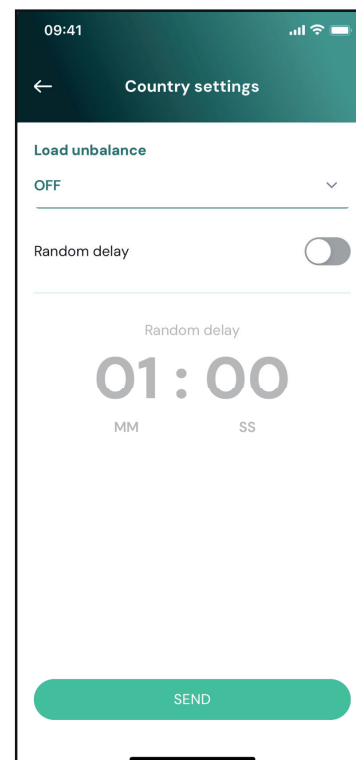 09:41
Country settings
Load unbalance
OFF
Random delay
Random delay
01 : 00
MM SS
SEND